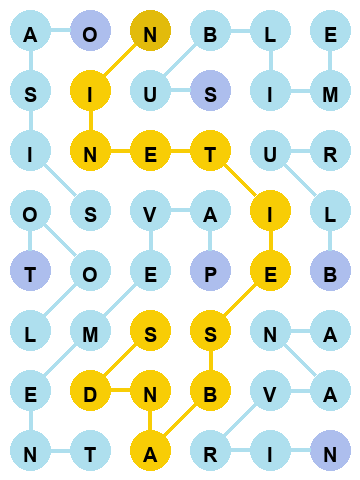 A O N B L E
S I U S I M
I N E T U R
O S V A I L
T O E P E B
L M S S N A
E D N B V A
N T A R I N